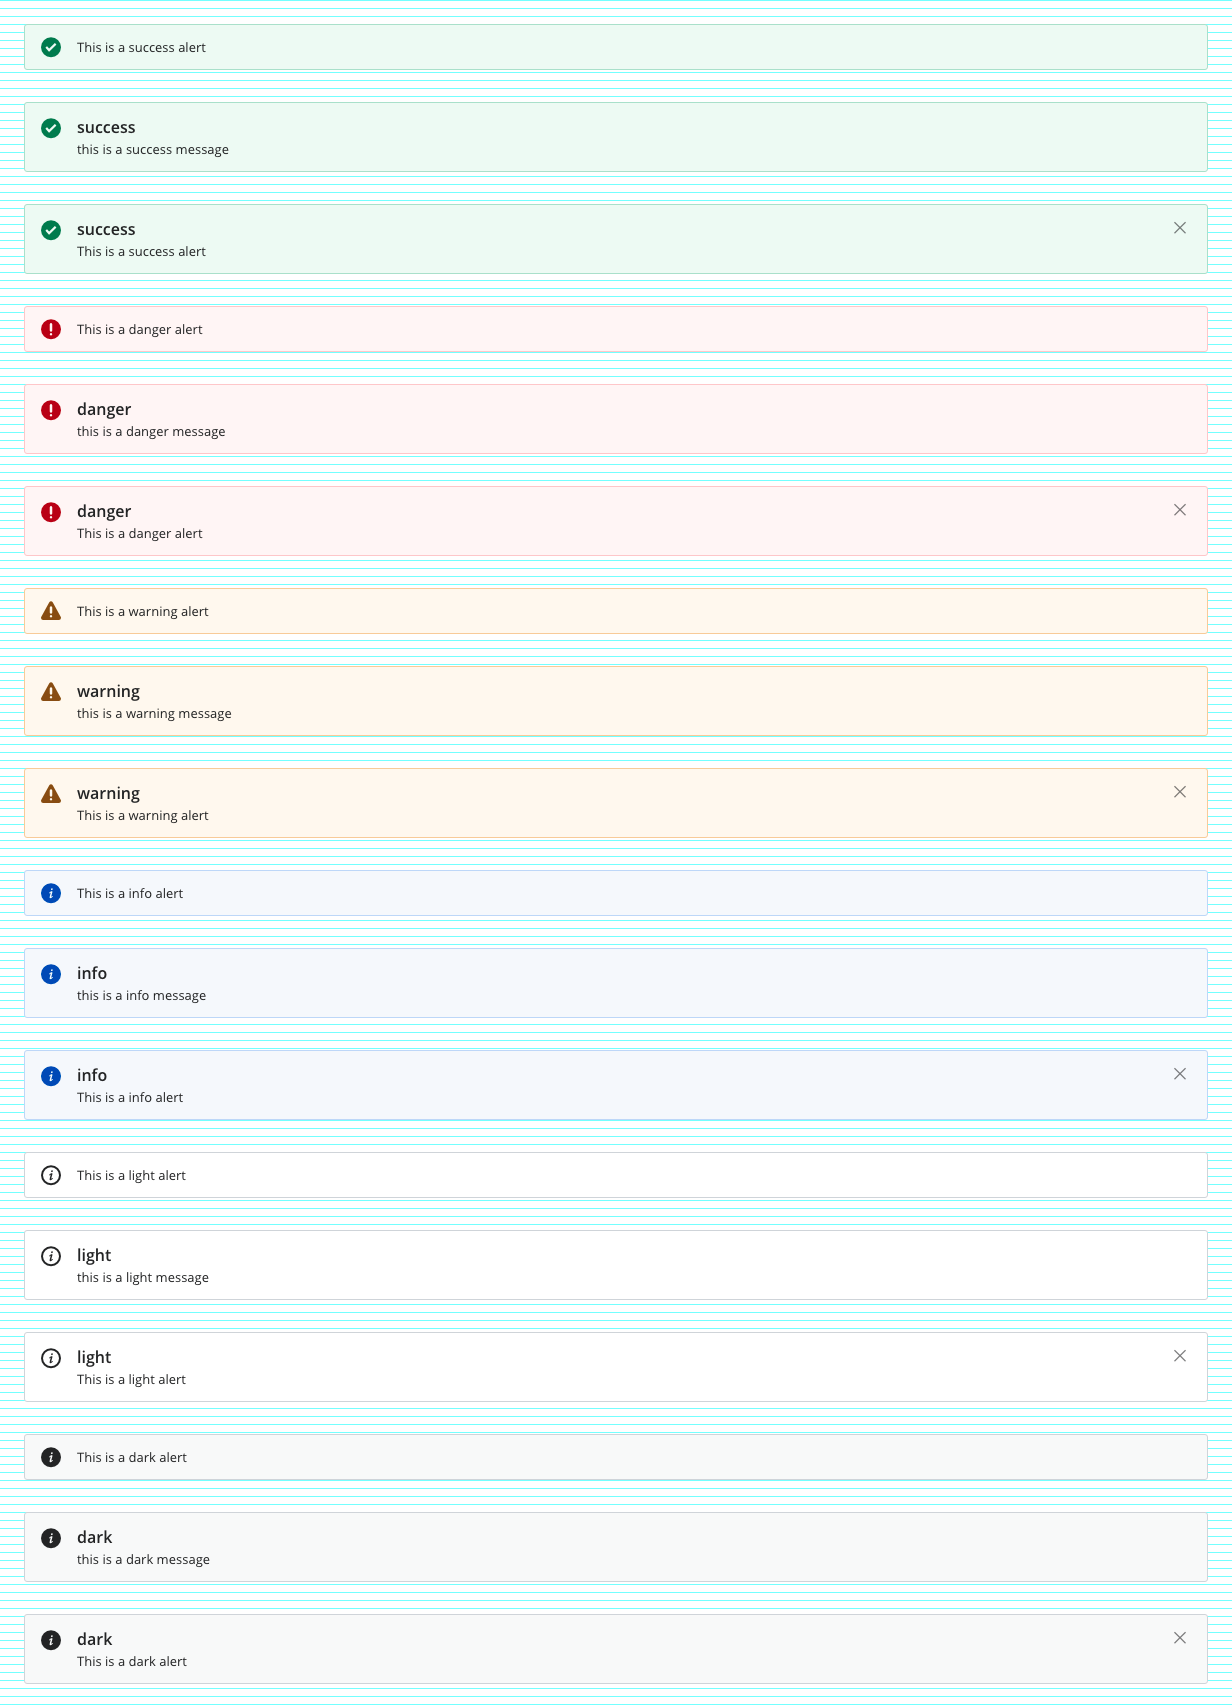 This is a success alert
success
this is a success message
success
This is a success alert
This is a danger alert
danger
this is a danger message
danger
This is a danger alert
This is a warning alert
warning
this is a warning message
warning
This is a warning alert
This is a info alert
info
this is a info message
info
This is a info alert
This is a light alert
light
this is a light message
light
This is a light alert
This is a dark alert
dark
this is a dark message
dark
This is a dark alert